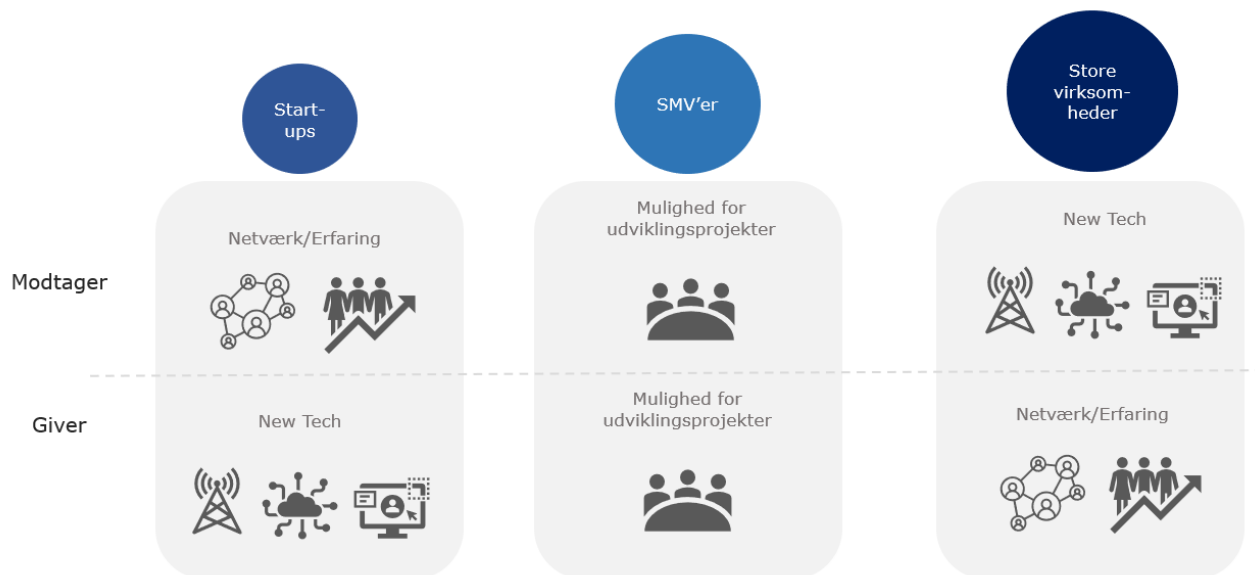 Start-
ups
SMV'er
Store
virksom-
heder
Modtager
Netværk/Erfaring
Mulighed for
udviklingsprojekter
New Tech
Giver
New Tech
Mulighed for
udviklingsprojekter
Netværk/Erfaring